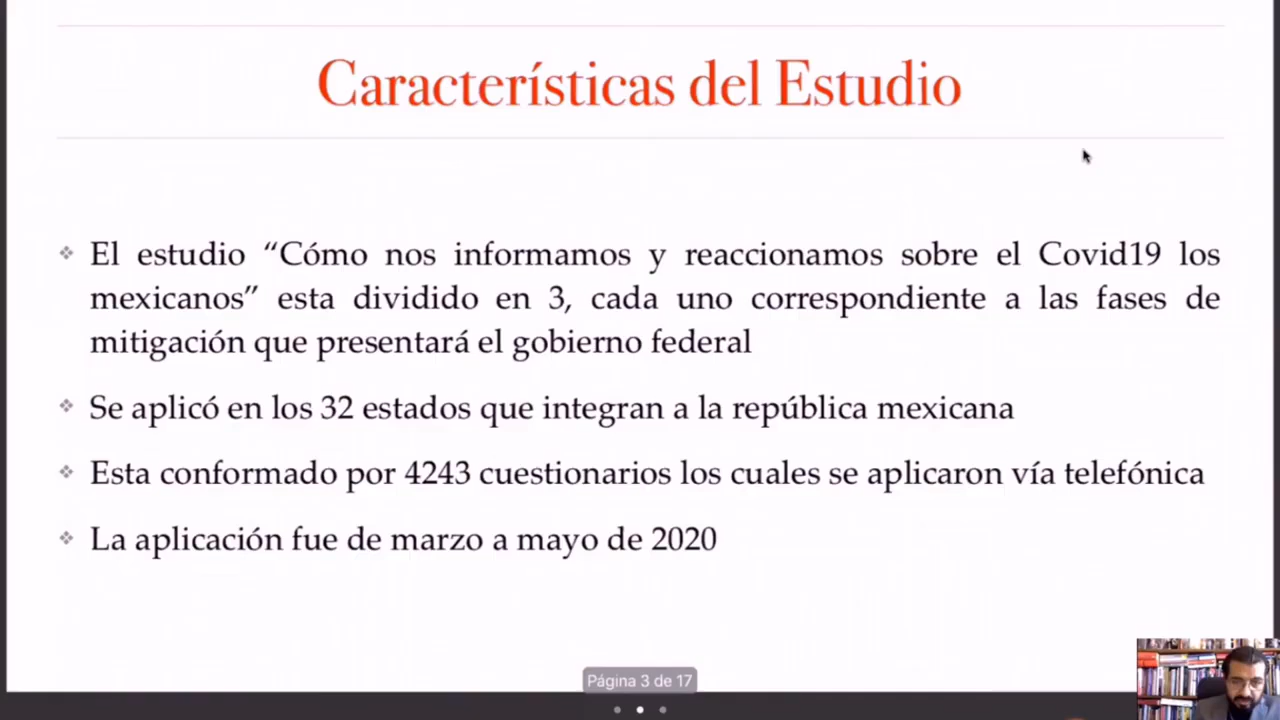 Características del Estudio
El estudio “Cómo nos informamos y reaccionamos sobre el Covid19 los
mexicanos” esta dividido en 3, cada uno correspondiente a las fases de
mitigación que presentará el gobierno federal
Se aplicó en los 32 estados que integran a la república mexicana
Esta conformado por 4243 cuestionarios los cuales se aplicaron vía telefónica
La aplicación fue de marzo a mayo de 2020
Página 3 de 17